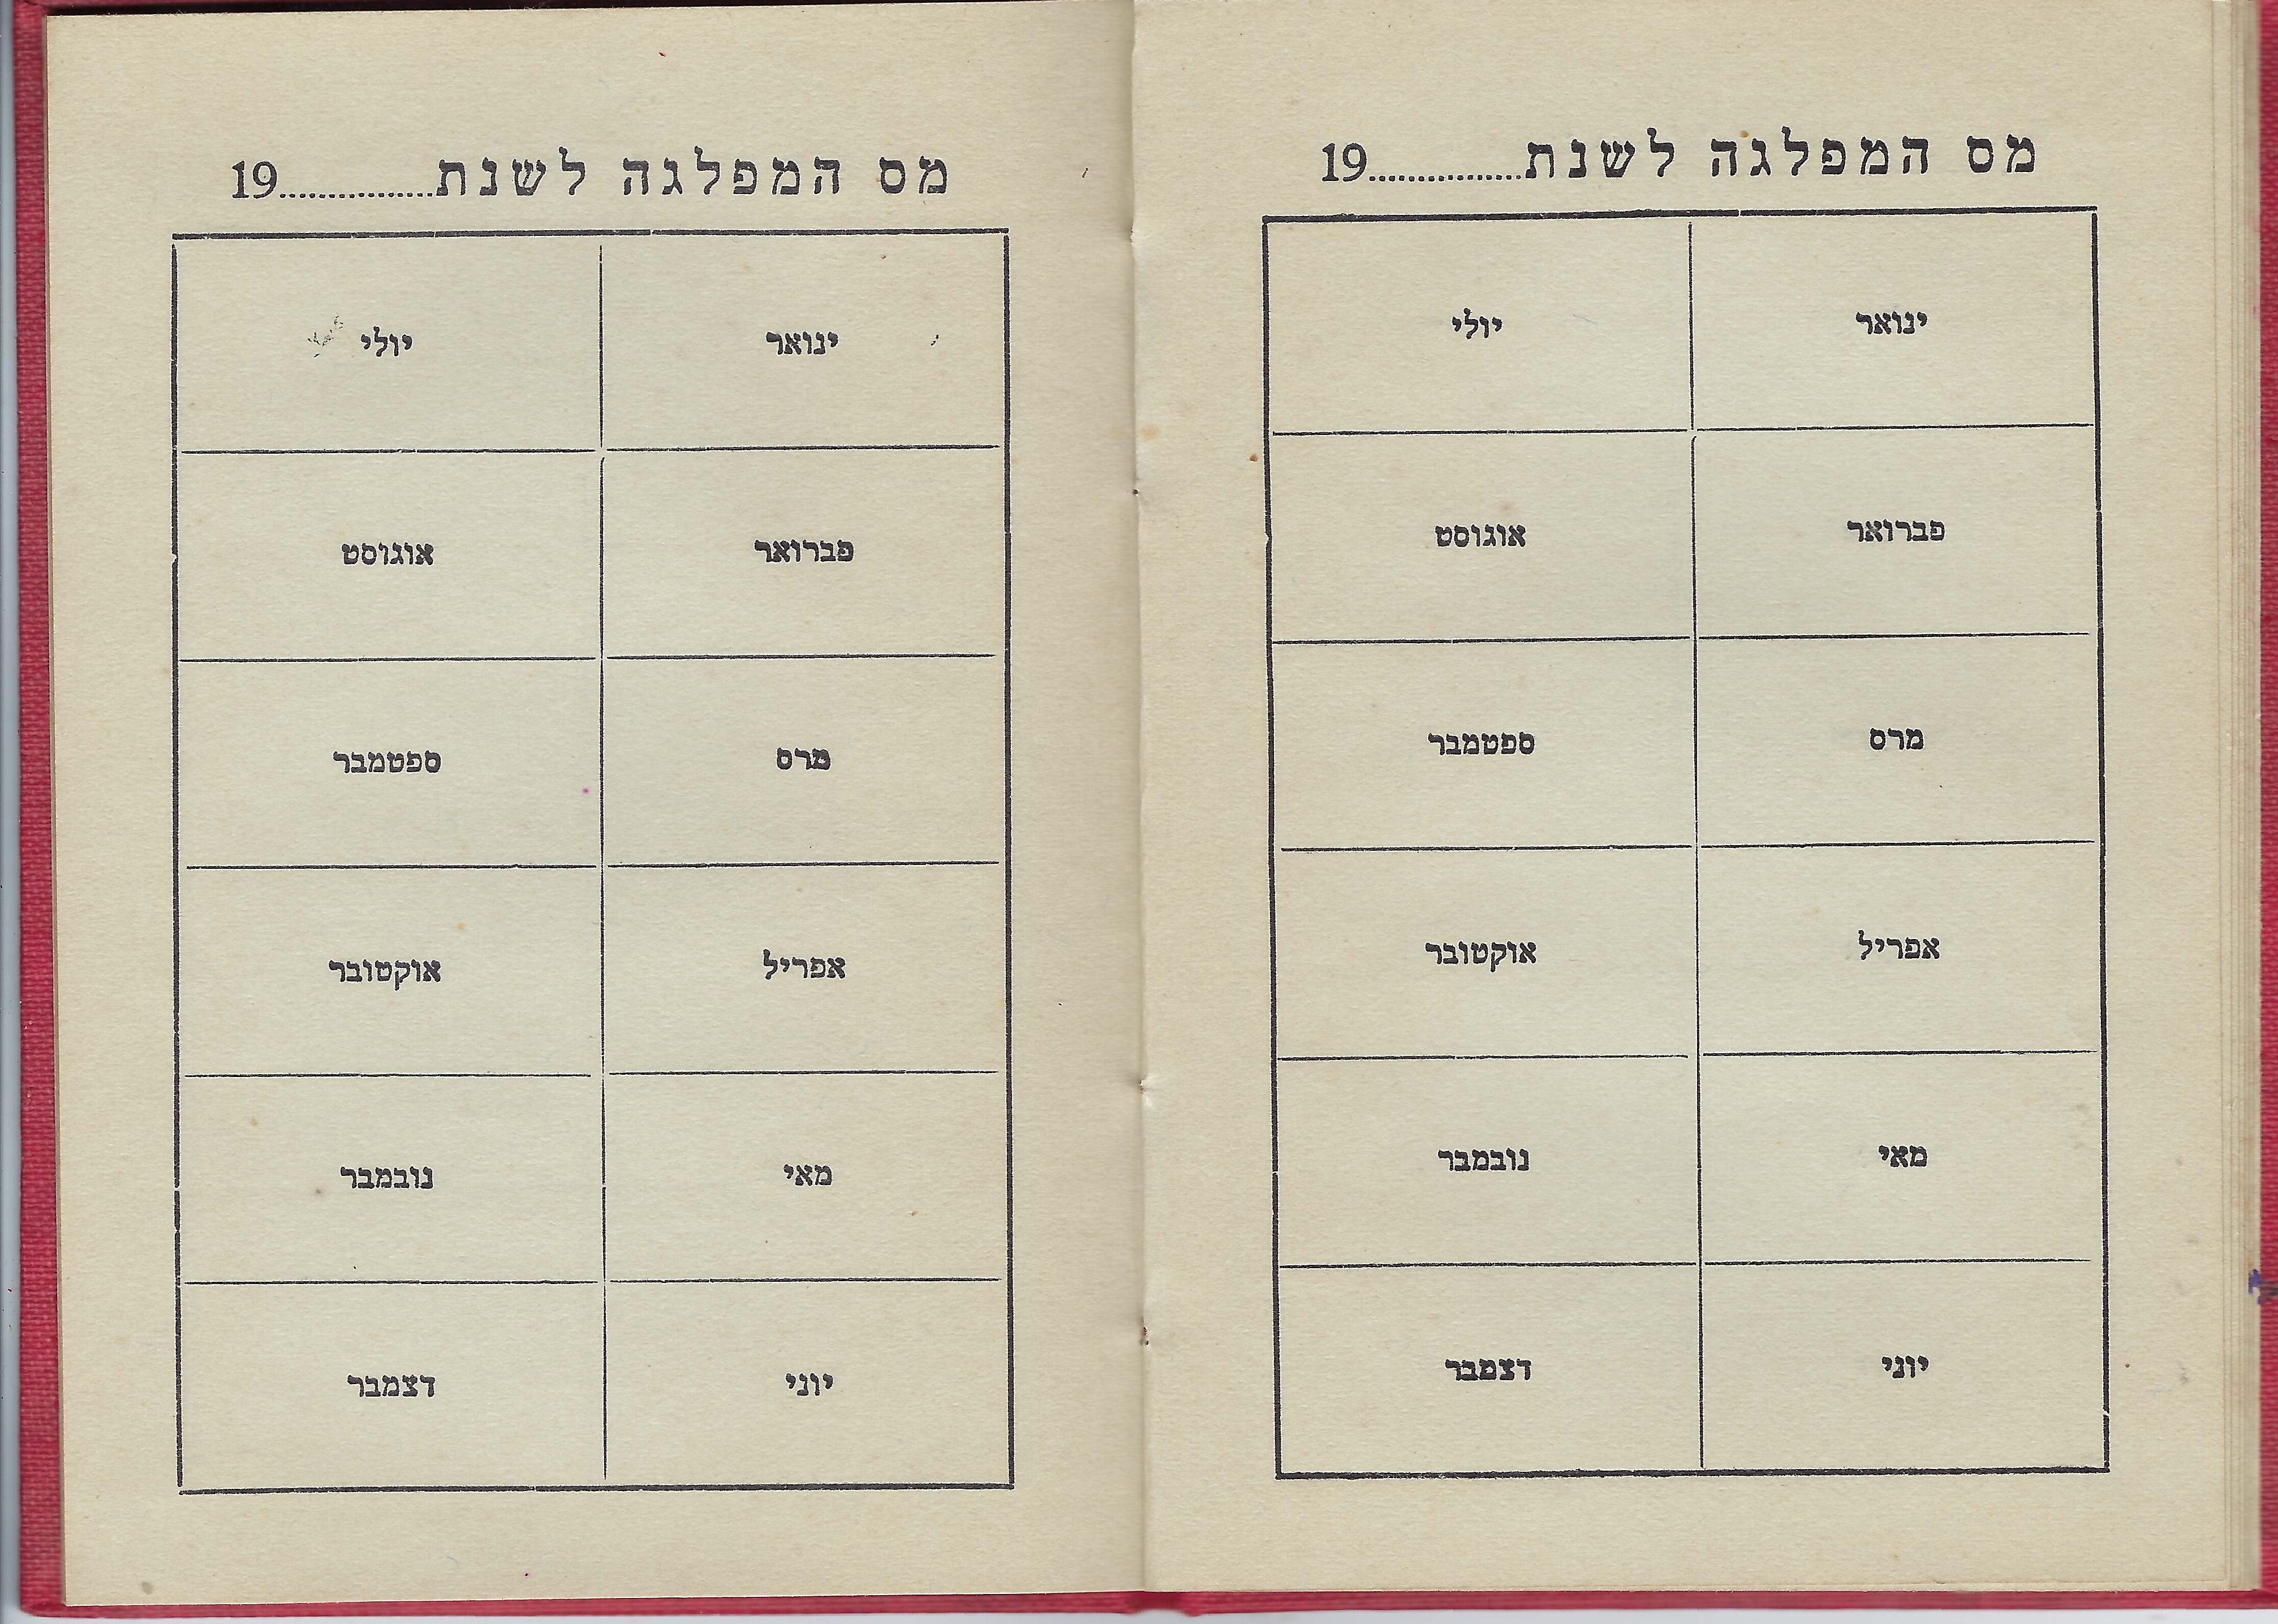 מס המפלגה לשנת................19
ינואר יולי
פברואר אוגוסט
מרס ספטמבר
אפריל אוקטובר
מאי נובמבר
יוני דצמבר
מס המפלגה לשנת................19
ינואר יולי
פברואר אוגוסט
מרס ספטמבר
אפריל אוקטובר
מאי נובמבר
יוני דצמבר